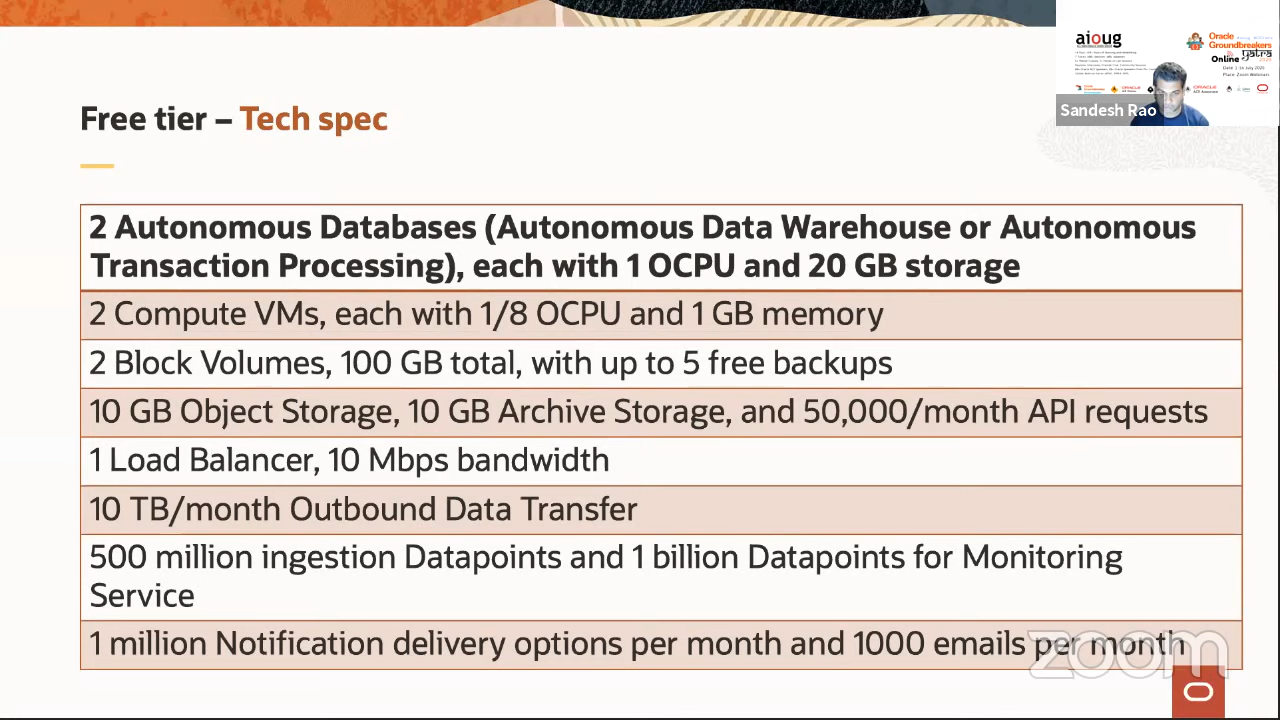 Free tier – Tech spec
2 Autonomous Databases (Autonomous Data Warehouse or Autonomous
Transaction Processing), each with 1 OCPU and 20 GB storage
2 Compute VMs, each with 1/8 OCPU and 1 GB memory
2 Block Volumes, 100 GB total, with up to 5 free backups
10 GB Object Storage, 10 GB Archive Storage, and 50,000/month API requests
1 Load Balancer, 10 Mbps bandwidth
10 TB/month Outbound Data Transfer
500 million ingestion Datapoints and 1 billion Datapoints for Monitoring
Service
1 million Notification delivery options per month and 1000 emails per month
zoom
aioug
Oracle
Groundbreakers
Online yatra
Sandesh Rao